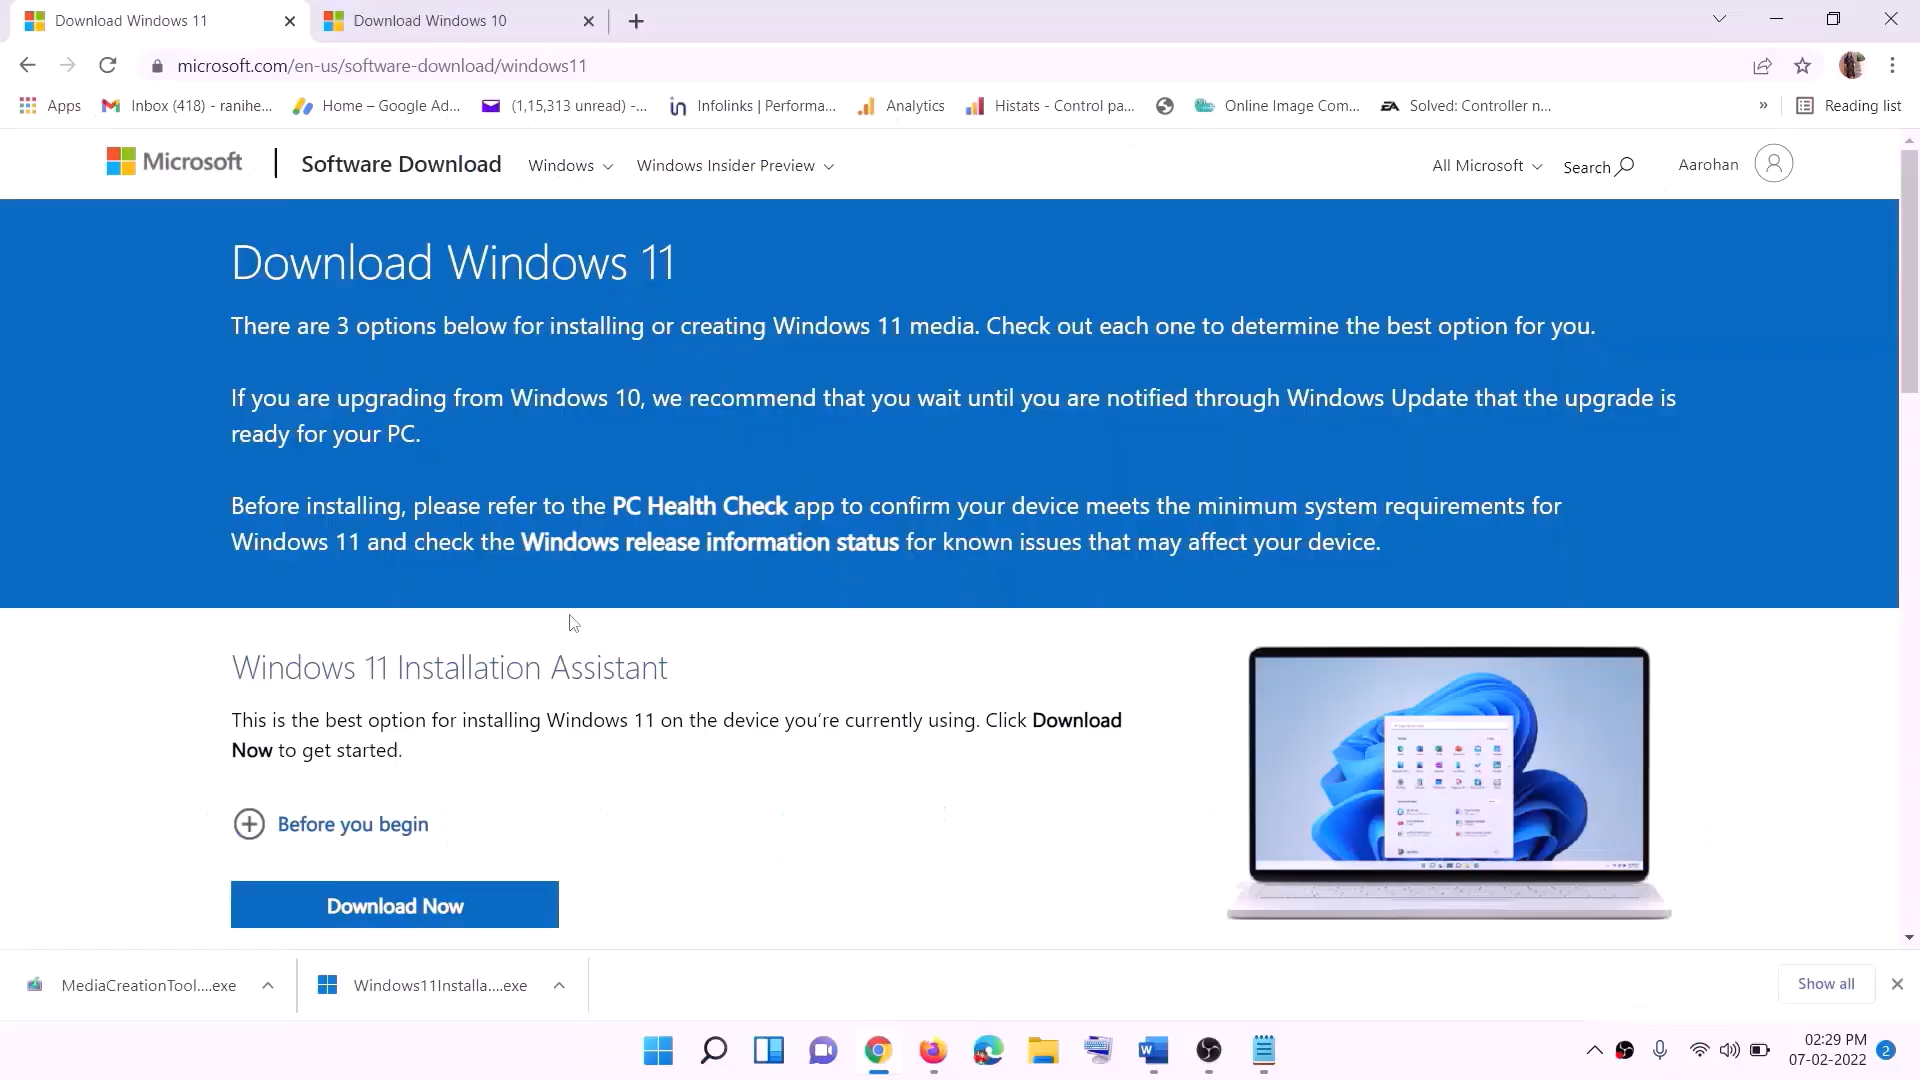 Download Windows 11
Download Windows 10
microsoft.com/en-us/software-download/windows11
Apps
Inbox (418) - ranihe...
Home – Google Ad...
(1,15,313 unread) -...
Infolinks | Performa...
Analytics
Histats - Control pa...
Online Image Com...
Solved: Controller n...
»
Reading list
Microsoft
Software Download
Windows
Windows Insider Preview
All Microsoft
Search
Aarohan
Download Windows 11
There are 3 options below for installing or creating Windows 11 media. Check out each one to determine the best option for you.
If you are upgrading from Windows 10, we recommend that you wait until you are notified through Windows Update that the upgrade is
ready for your PC.
Before installing, please refer to the PC Health Check app to confirm your device meets the minimum system requirements for
Windows 11 and check the Windows release information status for known issues that may affect your device.
Windows 11 Installation Assistant
This is the best option for installing Windows 11 on the device you're currently using. Click Download
Now to get started.
Before you begin
Download Now
MediaCreationTool....exe
Windows11Installa....exe
Show all
02:29 PM
07-02-2022
2